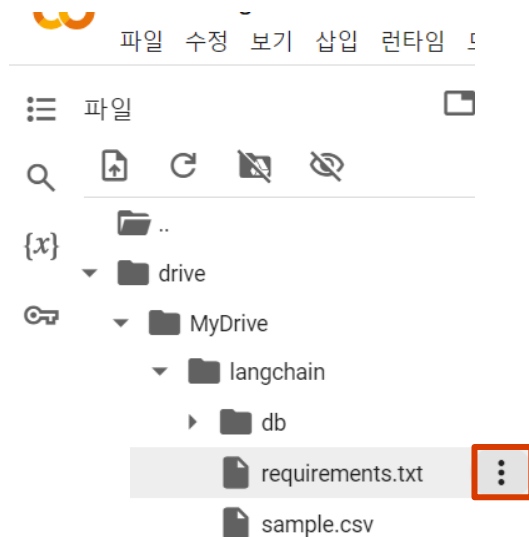 파일 수정 보기 삽입 런타임
파일
..
{x}
drive
MyDrive
langchain
db
requirements.txt
sample.csv